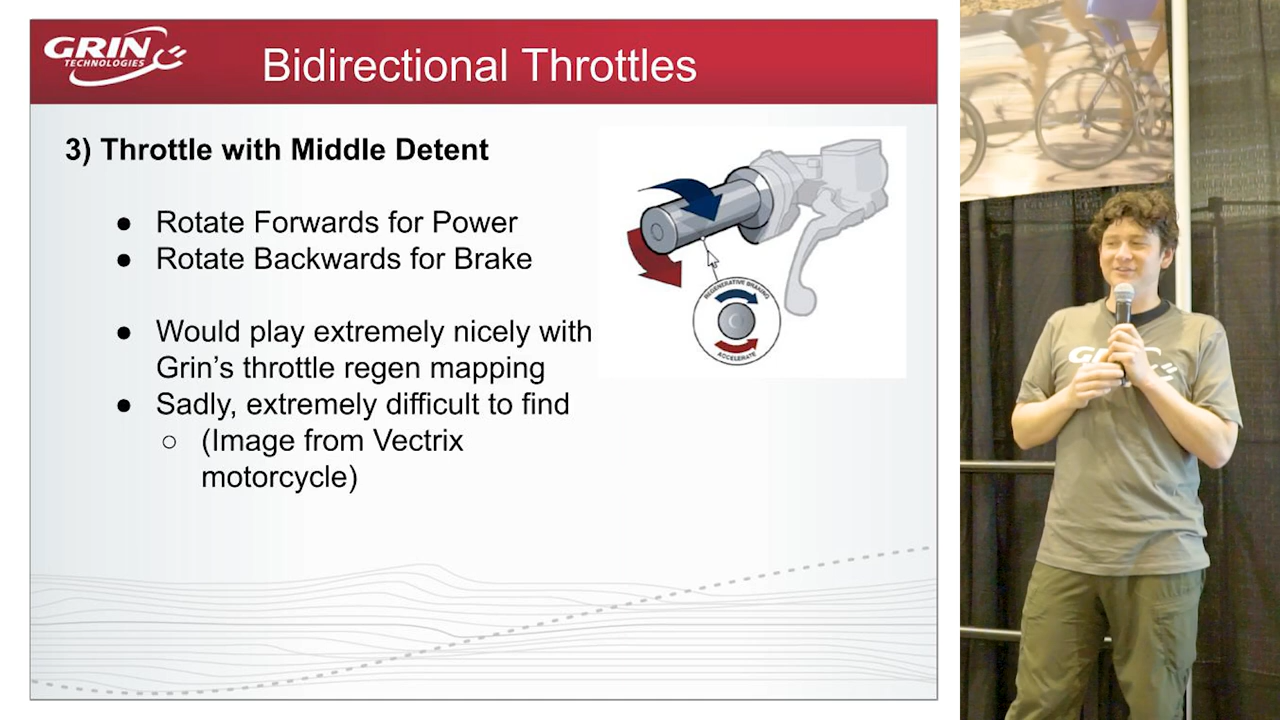 GRIN
TECHNOLOGIES
Bidirectional Throttles
3) Throttle with Middle Detent
● Rotate Forwards for Power
● Rotate Backwards for Brake
● Would play extremely nicely with
Grin's throttle regen mapping
● Sadly, extremely difficult to find
○ (Image from Vectrix
motorcycle)
REGENERATIVE BRAKING
ACCELERATE